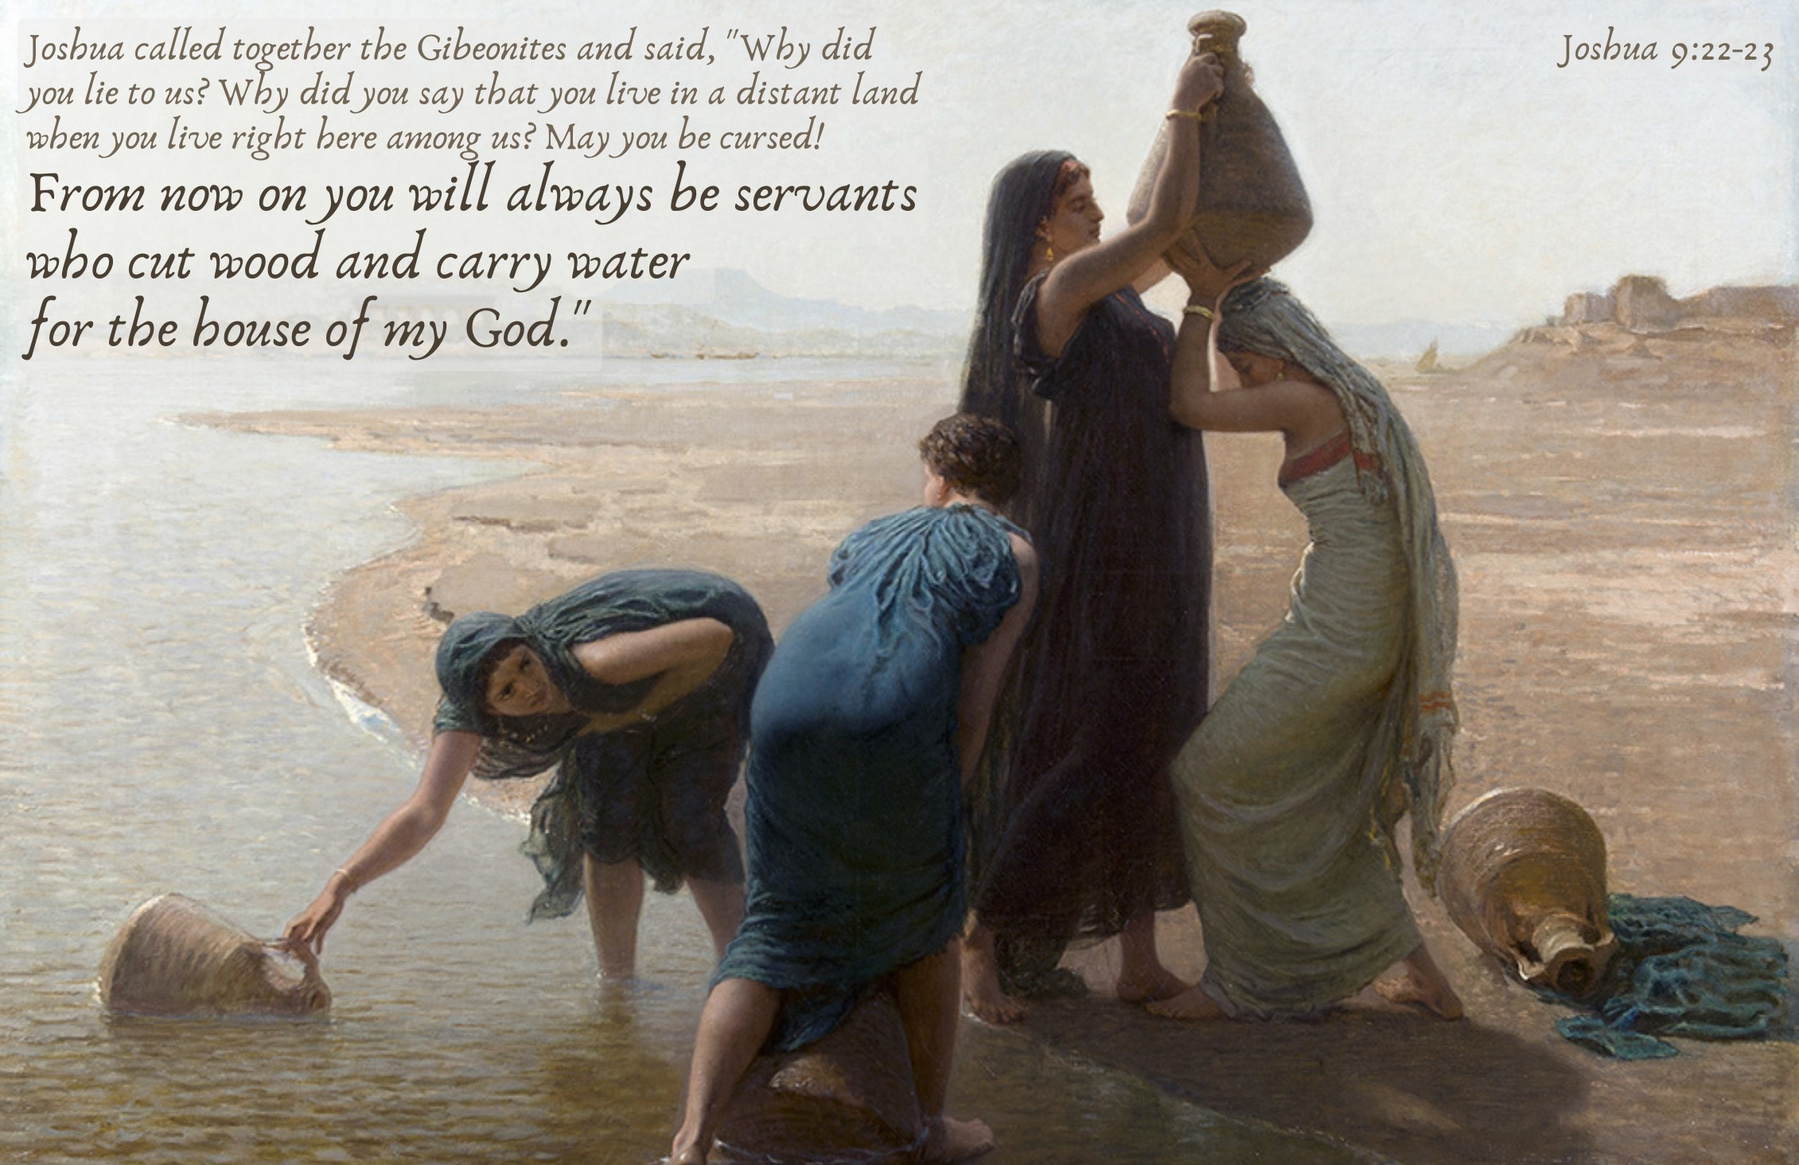 Joshua called together the Gibeonites and said, "Why did
you lie to us? Why did you say that you live in a distant land
when you live right here among us? May you be cursed!
From now on you will always be servants
who cut wood and carry water
for the house of my God."
Joshua 9:22-23